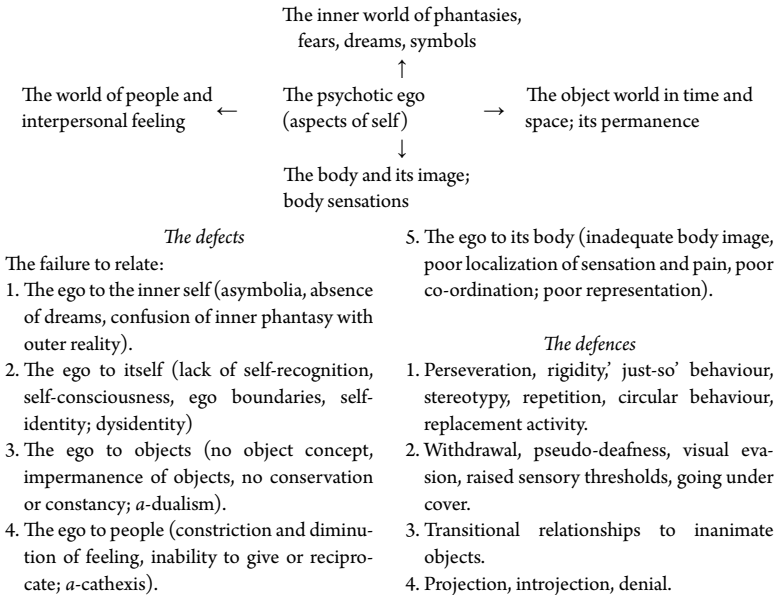 The inner world of phantasies,
fears, dreams, symbols
↑
The world of people and
interpersonal feeling
←
The psychotic ego
(aspects of self)
→
The object world in time and
space; its permanence
↓
The body and its image;
body sensations
The defects
The failure to relate:
1. The ego to the inner self (asymbolia, absence
of dreams, confusion of inner phantasy with
outer reality).
2. The ego to itself (lack of self-recognition,
self-consciousness, ego boundaries, self-
identity; dysidentity)
3. The ego to objects (no object concept,
impermanence of objects, no conservation
or constancy; a-dualism).
4. The ego to people (constriction and diminu-
tion of feeling, inability to give or recipro-
cate; a-cathexis).
5. The ego to its body (inadequate body image,
poor localization of sensation and pain, poor
co-ordination; poor representation).
The defences
1. Perseveration, rigidity,’ just-so’ behaviour,
stereotypy, repetition, circular behaviour,
replacement activity.
2. Withdrawal, pseudo-deafness, visual eva-
sion, raised sensory thresholds, going under
cover.
3. Transitional relationships to inanimate
objects.
4. Projection, introjection, denial.